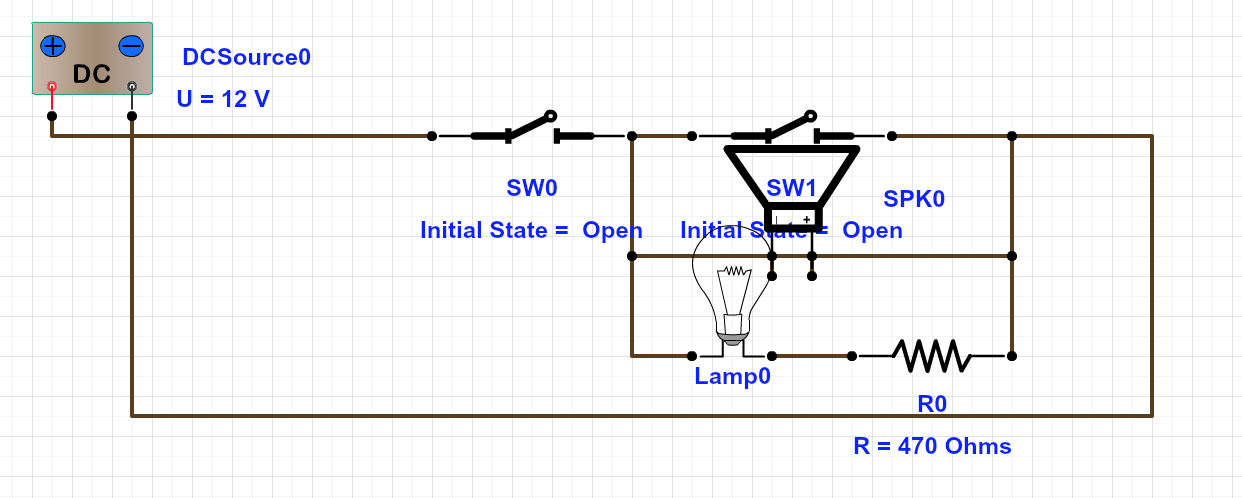 DC
DCSource0
U = 12 V
SW0
Initial State = Open
SW1
Initial State = Open
SPK0
Lamp0
R0
R = 470 Ohms